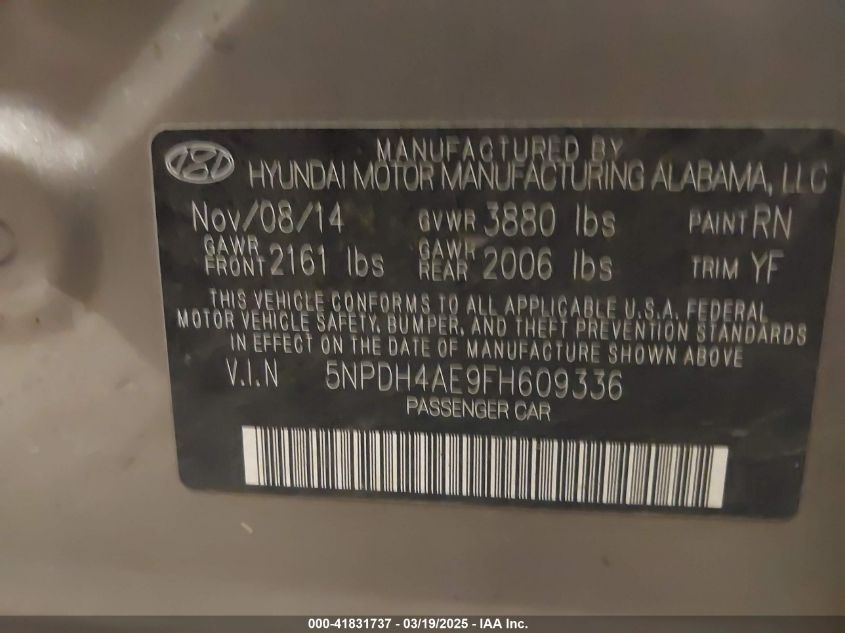 MANUFACTURED BY
HYUNDAI MOTOR MANUFACTURING ALABAMA, LLC
Nov/08/14 GVWR 3880 lbs PAINT RN
GAWR FRONT 2161 lbs GAWR REAR 2006 lbs TRIM YF
THIS VEHICLE CONFORMS TO ALL APPLICABLE U.S.A. FEDERAL
MOTOR VEHICLE SAFETY, BUMPER, AND THEFT PREVENTION STANDARDS
IN EFFECT ON THE DATE OF MANUFACTURE SHOWN ABOVE
V.I.N 5NPDH4AE9FH609336
PASSENGER CAR
000-41831737 - 03/19/2025 - IAA Inc.